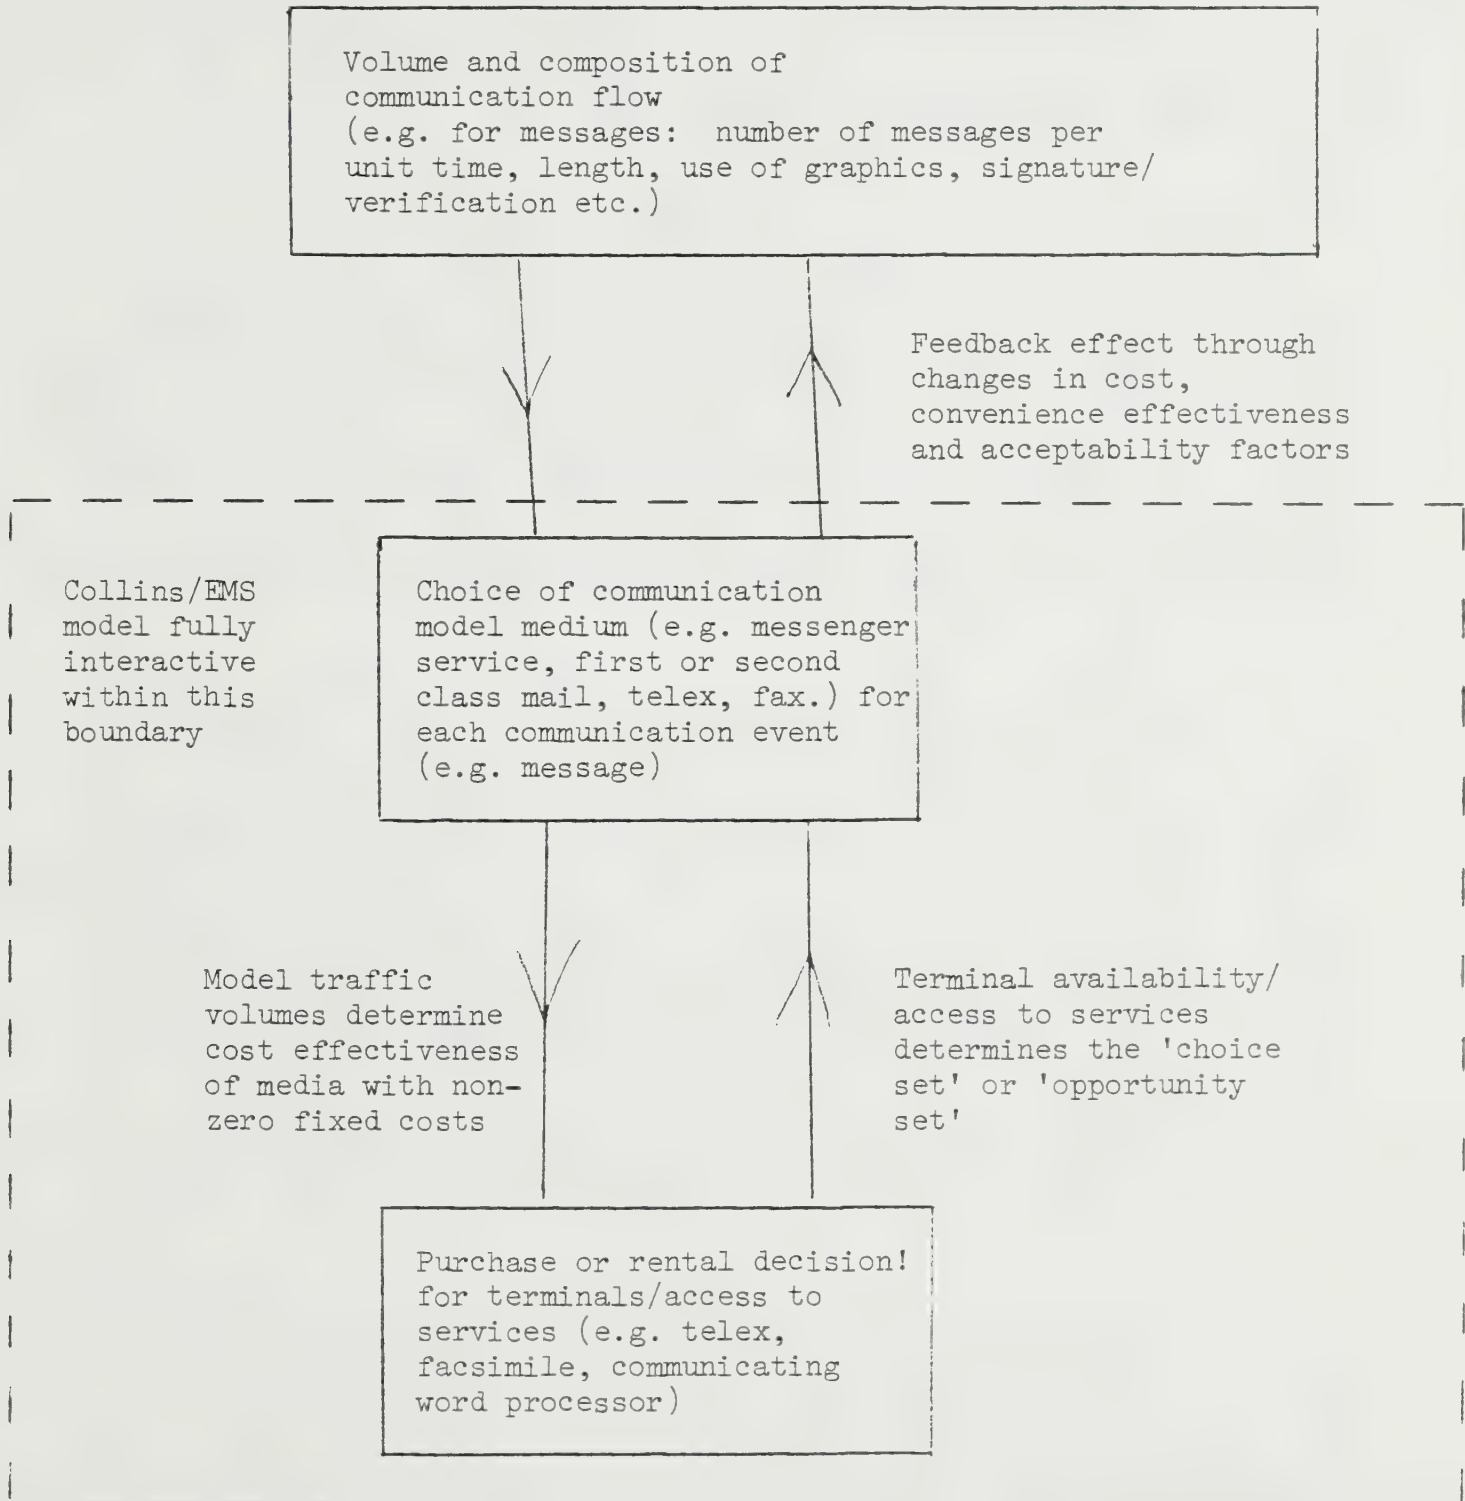 Volume and composition of
communication flow
(e.g. for messages:  number of messages per
unit time, length, use of graphics, signature/
verification etc.)
Feedback effect through
changes in cost,
convenience effectiveness
and acceptability factors
Collins/EMS
model fully
interactive
within this
boundary
Choice of communication
model medium (e.g. messenger
service, first or second
class mail, telex, fax.) for
each communication event
(e.g. message)
Model traffic
volumes determine
cost effectiveness
of media with non-
zero fixed costs
Terminal availability/
access to services
determines the 'choice
set' or 'opportunity
set'
Purchase or rental decision!
for terminals/access to
services (e.g. telex,
facsimile, communicating
word processor)